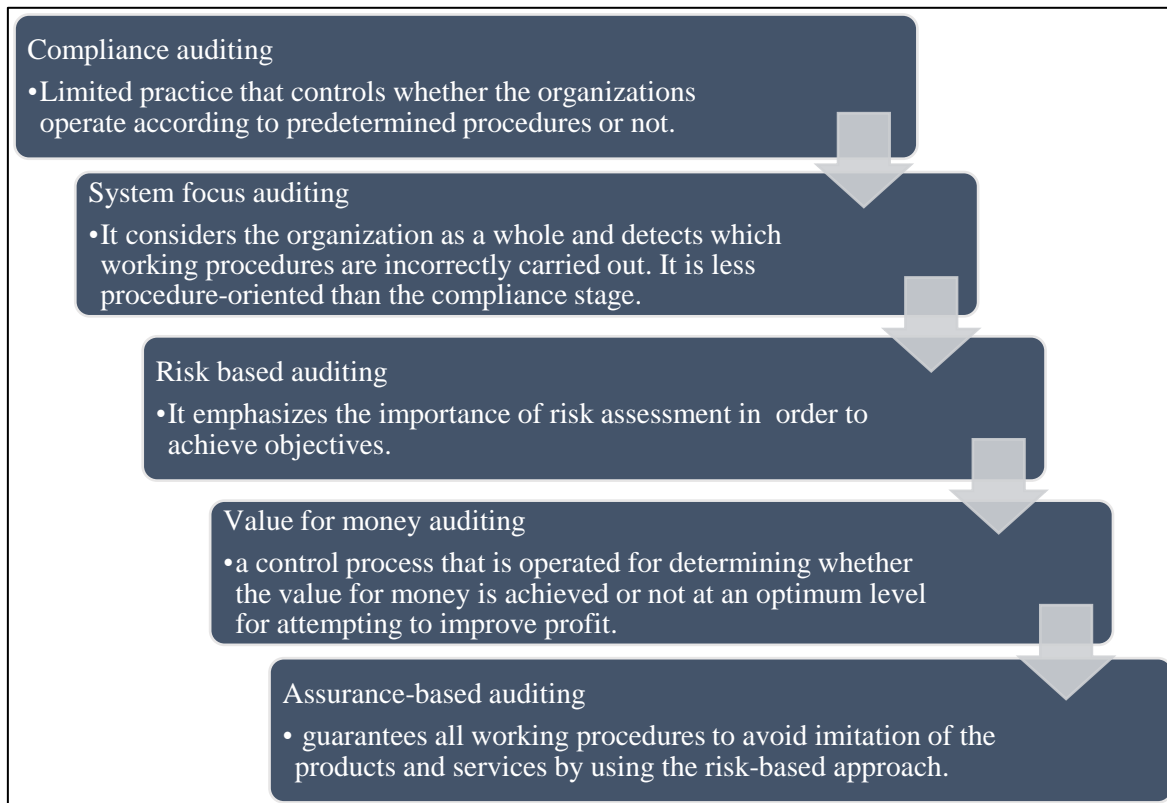 Compliance auditing
•Limited practice that controls whether the organizations
operate according to predetermined procedures or not.
System focus auditing
•It considers the organization as a whole and detects which
working procedures are incorrectly carried out. It is less
procedure-oriented than the compliance stage.
Risk based auditing
•It emphasizes the importance of risk assessment in  order to
achieve objectives.
Value for money auditing
•a control process that is operated for determining whether
the value for money is achieved or not at an optimum level
for attempting to improve profit.
Assurance-based auditing
• guarantees all working procedures to avoid imitation of the
products and services by using the risk-based approach.